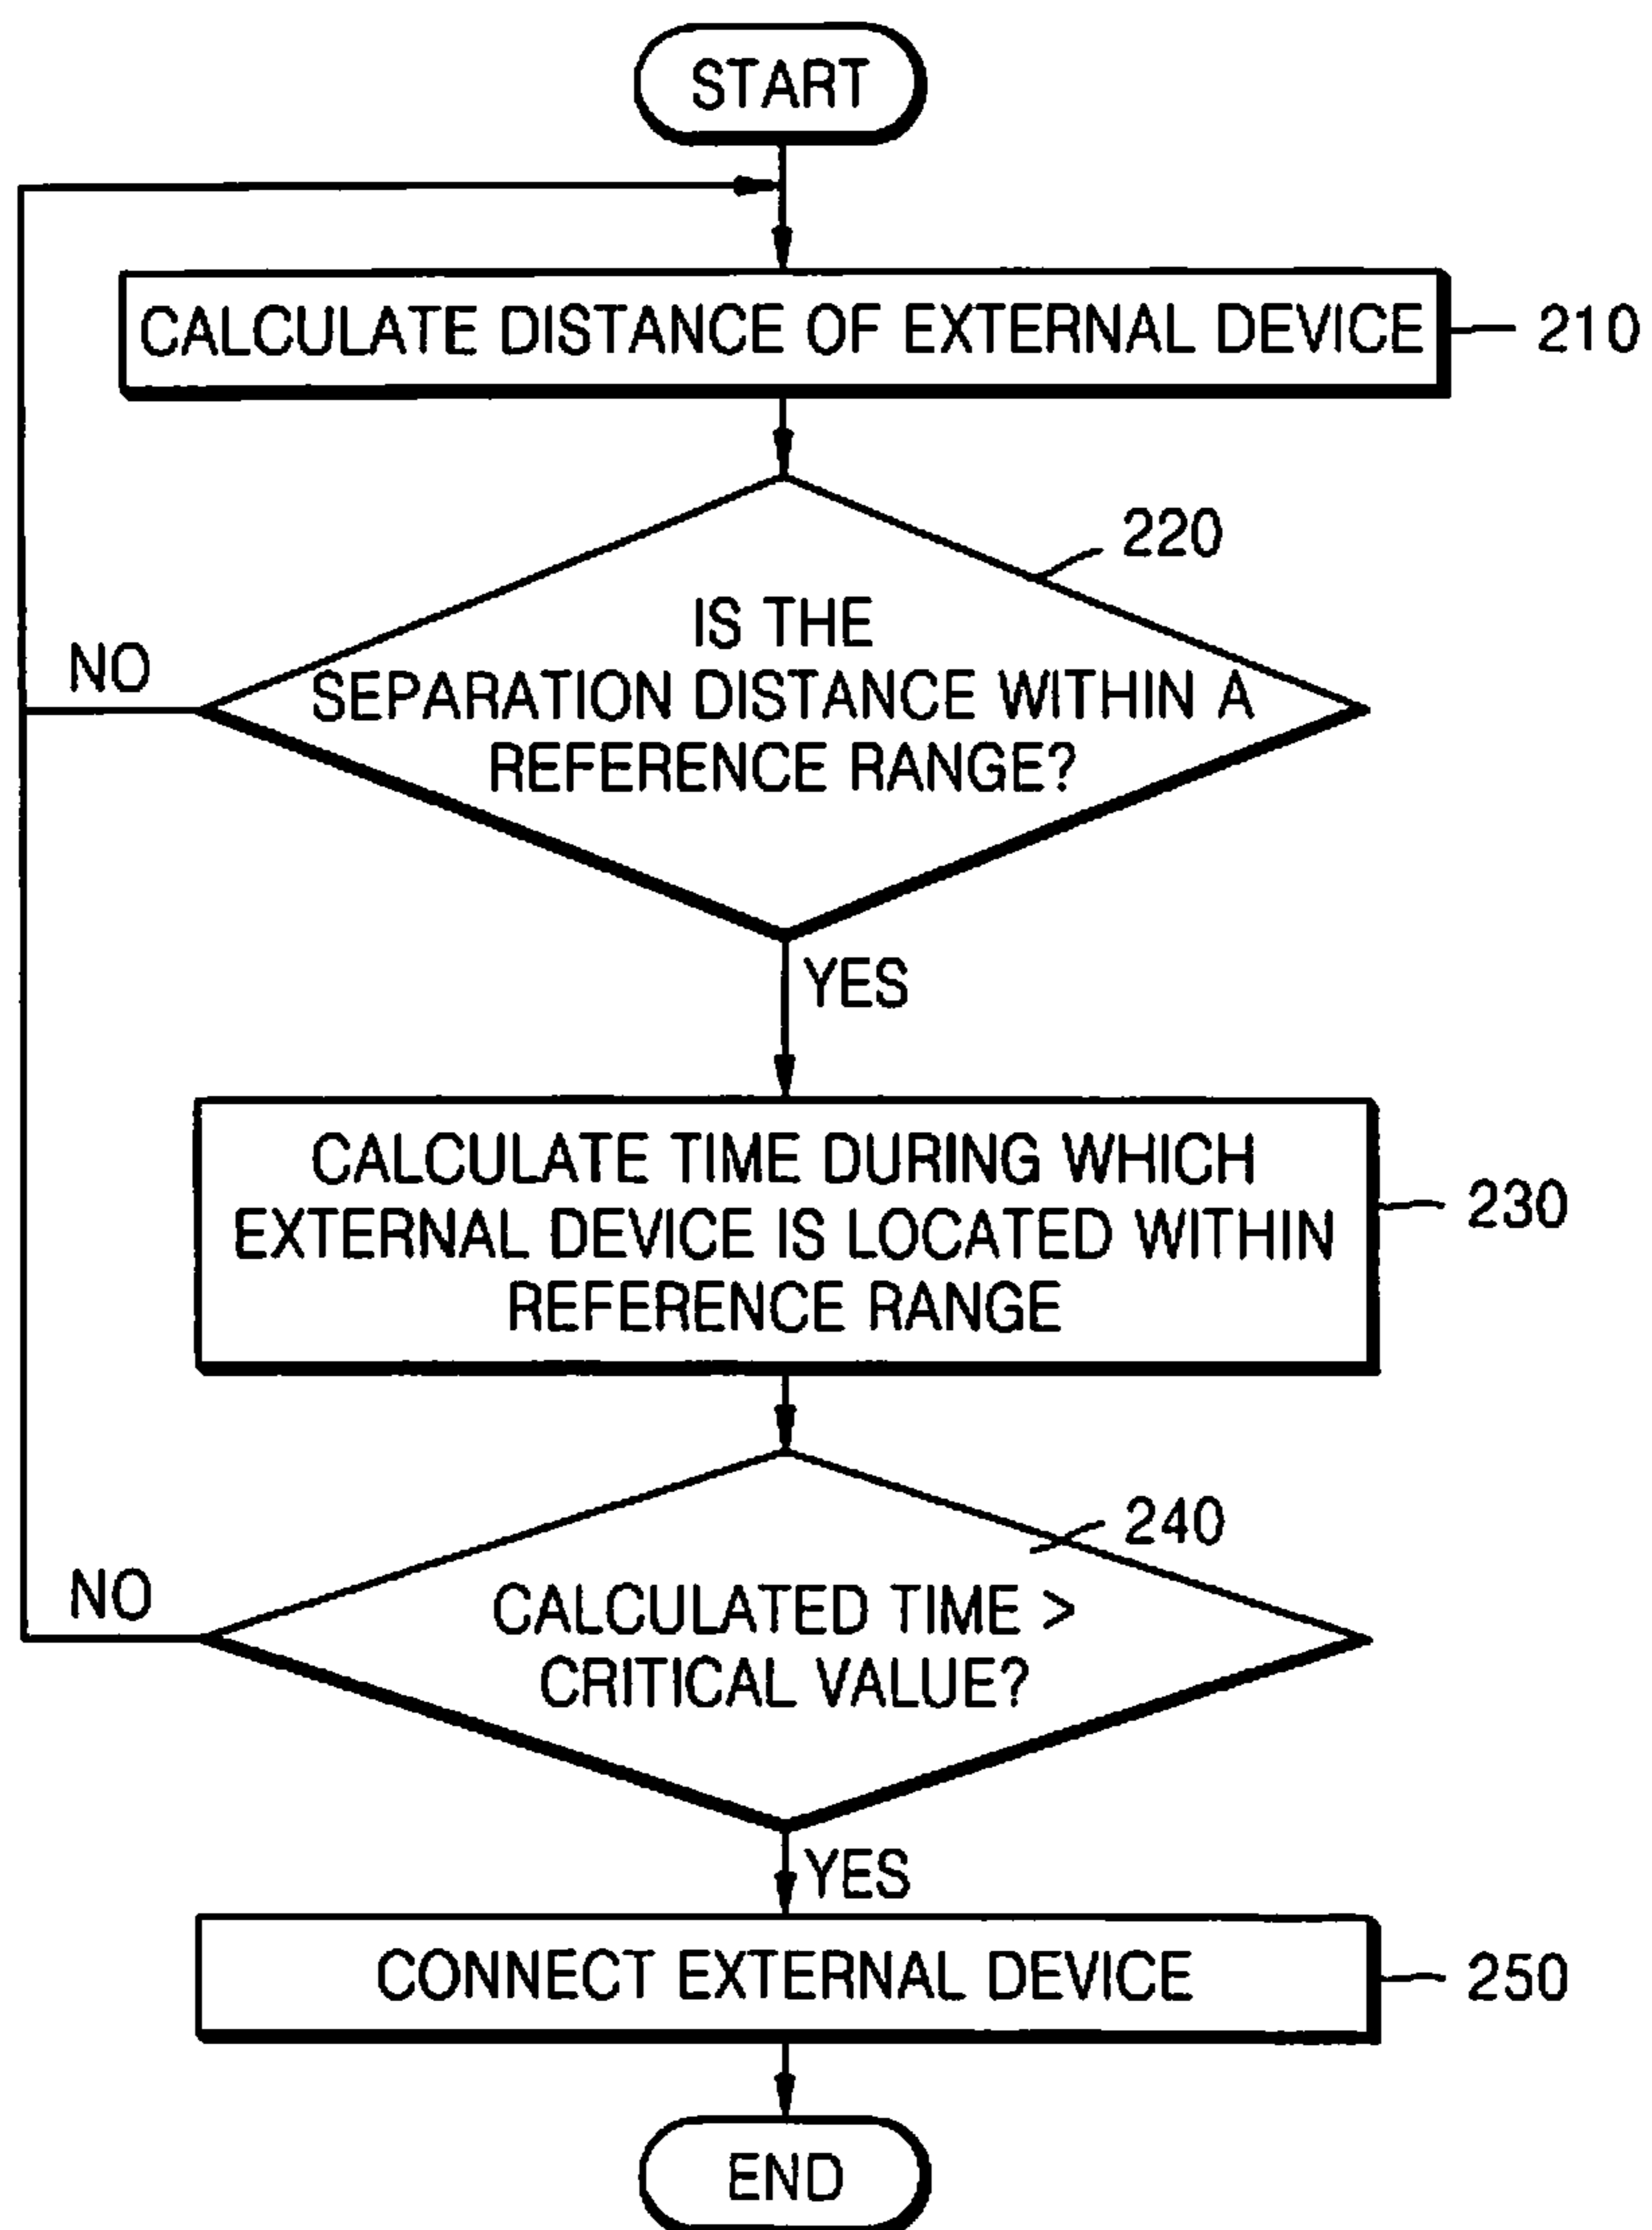 START
CALCULATE DISTANCE OF EXTERNAL DEVICE
210
220
IS THE
SEPARATION DISTANCE WITHIN A
REFERENCE RANGE?
NO
YES
CALCULATE TIME DURING WHICH
EXTERNAL DEVICE IS LOCATED WITHIN
REFERENCE RANGE
230
240
CALCULATED TIME >
CRITICAL VALUE?
NO
YES
CONNECT EXTERNAL DEVICE
250
END